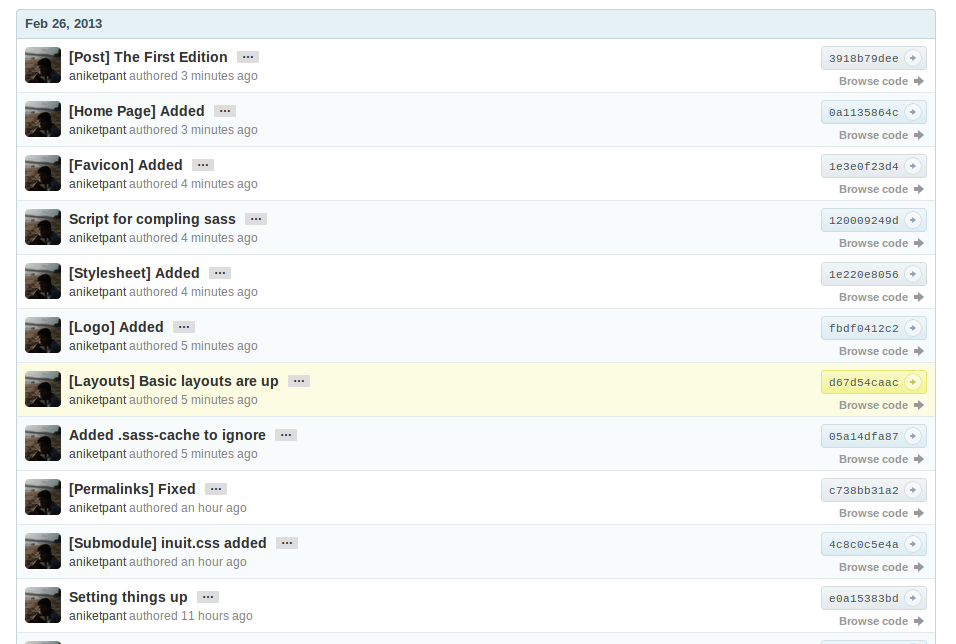 Feb 26, 2013
[Post] The First Edition ...
3918b79dee
aniketpant authored 3 minutes ago
Browse code
[Home Page] Added ...
0a1135864c
aniketpant authored 3 minutes ago
Browse code
[Favicon] Added ...
1e3e0f23d4
aniketpant authored 4 minutes ago
Browse code
Script for compling sass ...
120009249d
aniketpant authored 4 minutes ago
Browse code
[Stylesheet] Added ...
1e220e8056
aniketpant authored 4 minutes ago
Browse code
[Logo] Added ...
fbdf0412c2
aniketpant authored 5 minutes ago
Browse code
[Layouts] Basic layouts are up ...
d67d54caac
aniketpant authored 5 minutes ago
Browse code
Added .sass-cache to ignore ...
05a14dfa87
aniketpant authored 5 minutes ago
Browse code
[Permalinks] Fixed ...
c738bb31a2
aniketpant authored an hour ago
Browse code
[Submodule] inuit.css added ...
4c8c0c5e4a
aniketpant authored an hour ago
Browse code
Setting things up ...
e0a15383bd
aniketpant authored 11 hours ago
Browse code